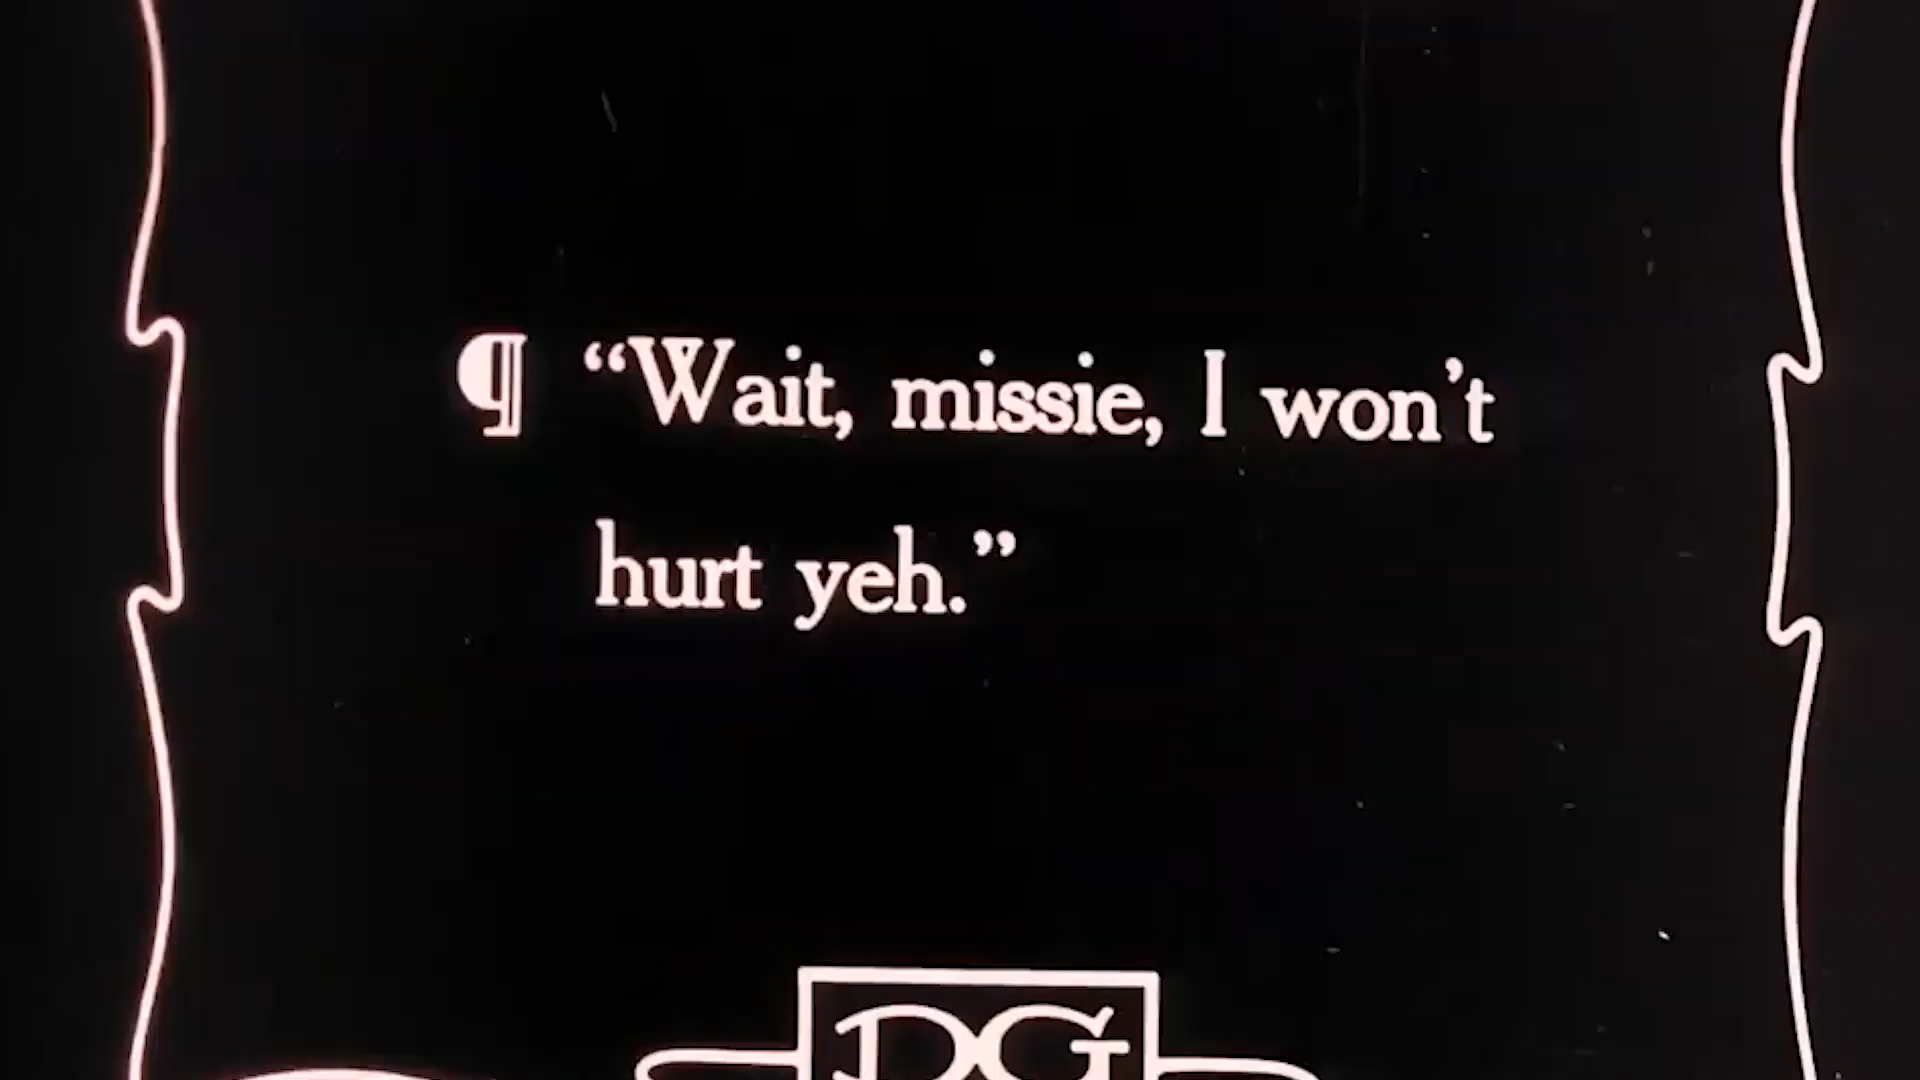 ¶ “Wait, missie, I won’t
hurt yeh.”
DG